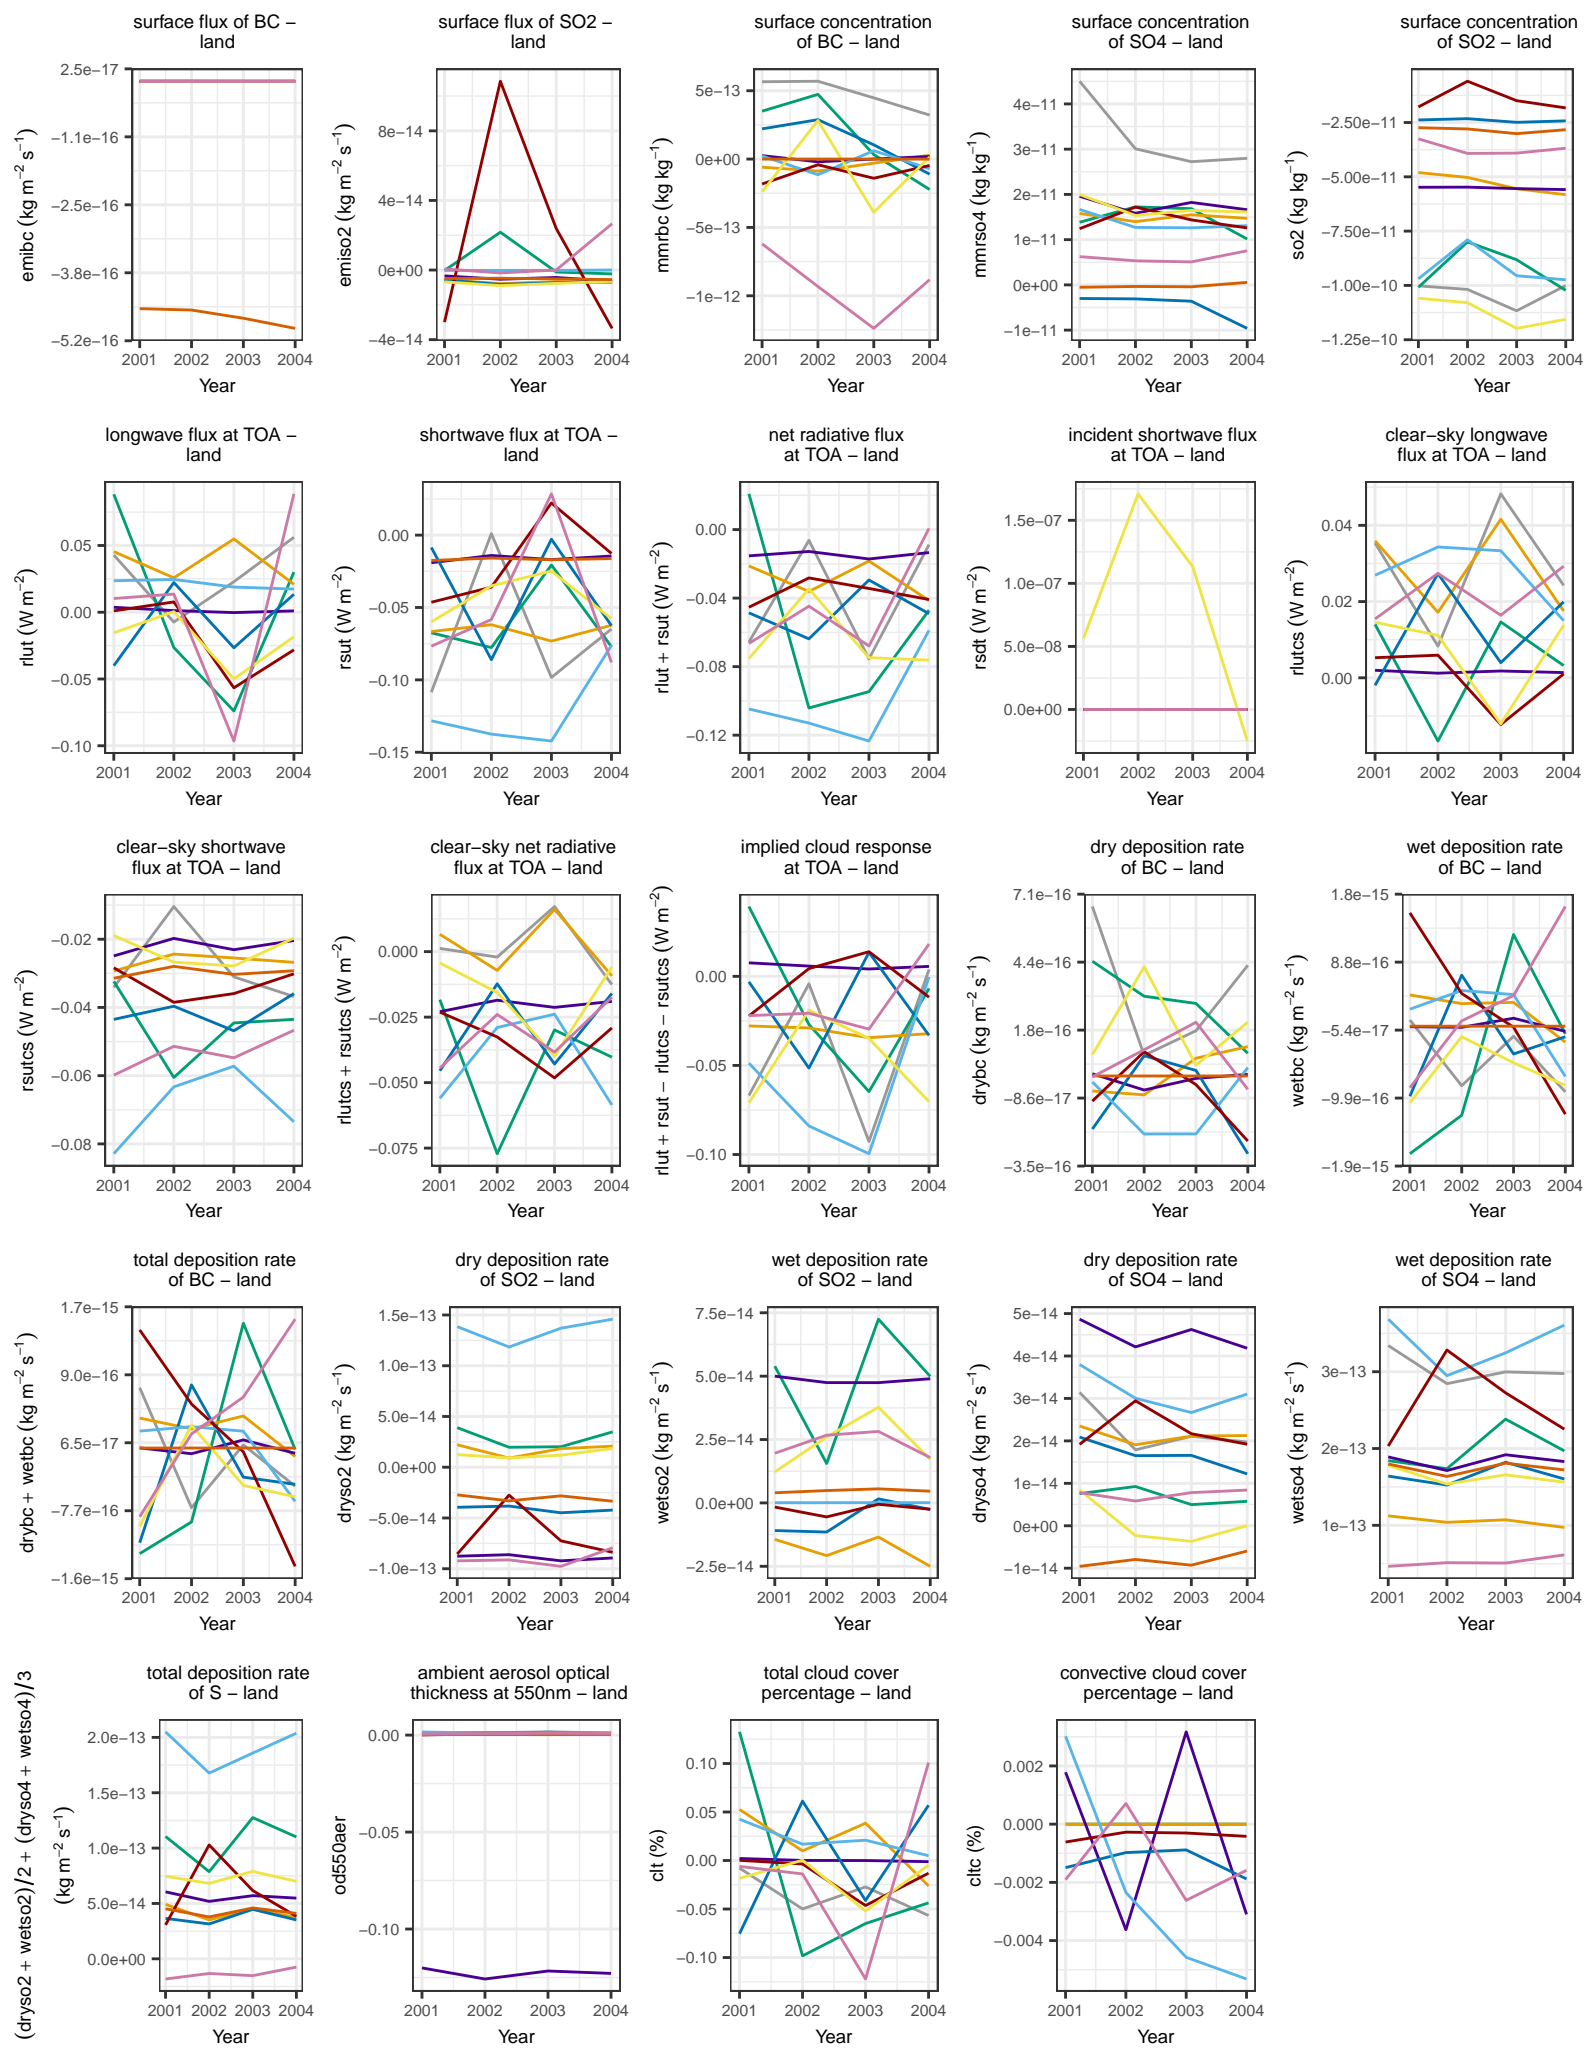 surface flux of BC −
land
surface flux of SO2 −
land
surface concentration
of BC − land
surface concentration
of SO4 − land
surface concentration
of SO2 − land
emibc (kg m−2 s−1)
2.5e−17
−1.1e−16
−2.5e−16
−3.8e−16
−5.2e−16
2001 2002 2003 2004
Year
emiso2 (kg m−2 s−1)
8e−14
4e−14
0e+00
−4e−14
2001 2002 2003 2004
Year
mmrbc (kg kg−1)
5e−13
0e+00
−5e−13
−1e−12
2001 2002 2003 2004
Year
mmrso4 (kg kg−1)
4e−11
3e−11
2e−11
1e−11
0e+00
−1e−11
2001 2002 2003 2004
Year
so2 (kg kg−1)
−2.50e−11
−5.00e−11
−7.50e−11
−1.00e−10
−1.25e−10
2001 2002 2003 2004
Year
longwave flux at TOA −
land
shortwave flux at TOA −
land
net radiative flux
at TOA − land
incident shortwave flux
at TOA − land
clear−sky longwave
flux at TOA − land
rlut (W m−2)
0.05
0.00
−0.05
−0.10
2001 2002 2003 2004
Year
rsut (W m−2)
0.00
−0.05
−0.10
−0.15
2001 2002 2003 2004
Year
rlut + rsut (W m−2)
0.00
−0.04
−0.08
−0.12
2001 2002 2003 2004
Year
rsdt (W m−2)
1.5e−07
1.0e−07
5.0e−08
0.0e+00
2001 2002 2003 2004
Year
rlutcs (W m−2)
0.04
0.02
0.00
2001 2002 2003 2004
Year
clear−sky shortwave
flux at TOA − land
clear−sky net radiative
flux at TOA − land
implied cloud response
at TOA − land
dry deposition rate
of BC − land
wet deposition rate
of BC − land
rsutcs (W m−2)
−0.02
−0.04
−0.06
−0.08
2001 2002 2003 2004
Year
rlutcs + rsutcs (W m−2)
0.000
−0.025
−0.050
−0.075
2001 2002 2003 2004
Year
rlut + rsut − rlutcs − rsutcs (W m−2)
0.00
−0.05
−0.10
2001 2002 2003 2004
Year
drybc (kg m−2 s−1)
7.1e−16
4.4e−16
1.8e−16
−8.6e−17
−3.5e−16
2001 2002 2003 2004
Year
wetbc (kg m−2 s−1)
1.8e−15
8.8e−16
−5.4e−17
−9.9e−16
−1.9e−15
2001 2002 2003 2004
Year
total deposition rate
of BC − land
dry deposition rate
of SO2 − land
wet deposition rate
of SO2 − land
dry deposition rate
of SO4 − land
wet deposition rate
of SO4 − land
drybc + wetbc (kg m−2 s−1)
1.7e−15
9.0e−16
6.5e−17
−7.7e−16
−1.6e−15
2001 2002 2003 2004
Year
dryso2 (kg m−2 s−1)
1.5e−13
1.0e−13
5.0e−14
0.0e+00
−5.0e−14
−1.0e−13
2001 2002 2003 2004
Year
wetso2 (kg m−2 s−1)
7.5e−14
5.0e−14
2.5e−14
0.0e+00
−2.5e−14
2001 2002 2003 2004
Year
dryso4 (kg m−2 s−1)
5e−14
4e−14
3e−14
2e−14
1e−14
0e+00
−1e−14
2001 2002 2003 2004
Year
wetso4 (kg m−2 s−1)
3e−13
2e−13
1e−13
2001 2002 2003 2004
Year
total deposition rate
of S − land
ambient aerosol optical
thickness at 550nm − land
total cloud cover
percentage − land
convective cloud cover
percentage − land
(dryso2 + wetso2)/2 + (dryso4 + wetso4)/3
(kg m−2 s−1)
2.0e−13
1.5e−13
1.0e−13
5.0e−14
0.0e+00
2001 2002 2003 2004
Year
od550aer
0.00
−0.05
−0.10
2001 2002 2003 2004
Year
clt (%)
0.10
0.05
0.00
−0.05
−0.10
2001 2002 2003 2004
Year
cltc (%)
0.002
0.000
−0.002
−0.004
2001 2002 2003 2004
Year